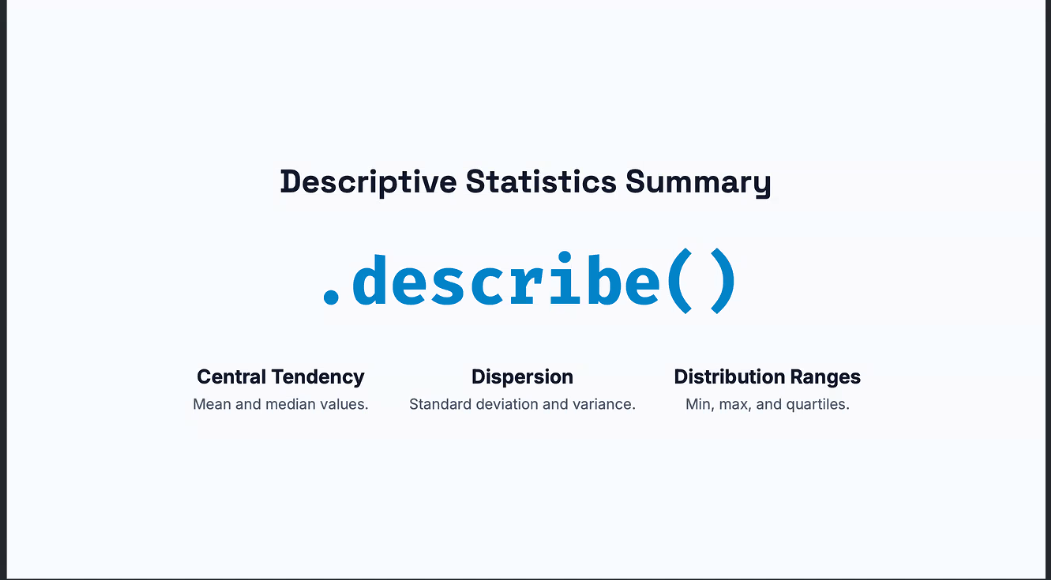 Descriptive Statistics Summary
.describe()
Central Tendency
Mean and median values.
Dispersion
Standard deviation and variance.
Distribution Ranges
Min, max, and quartiles.